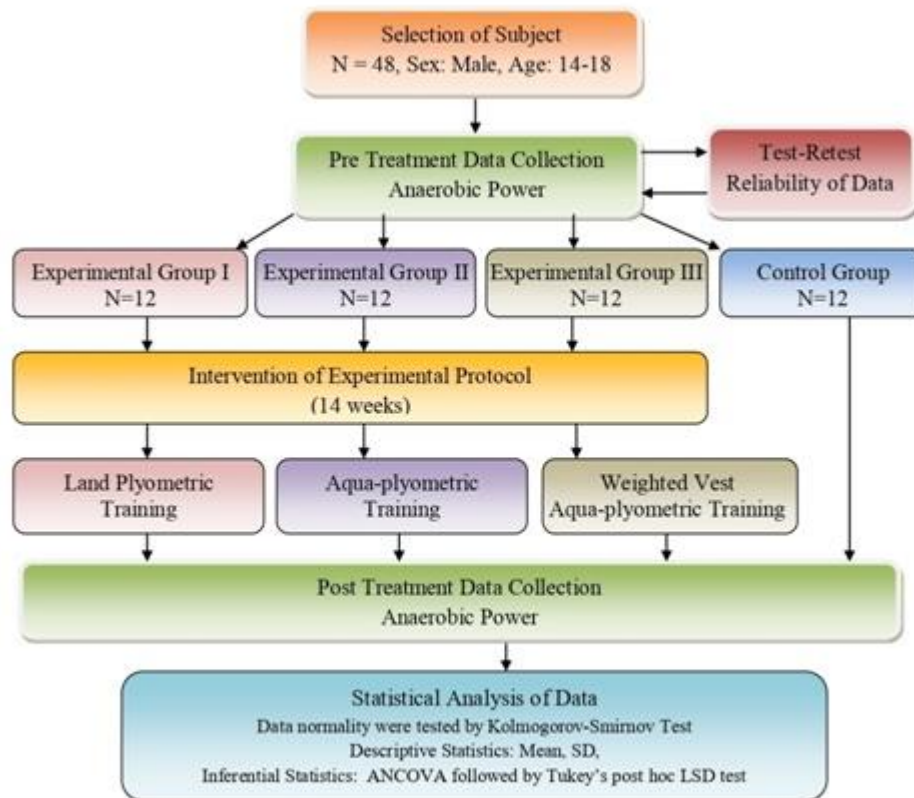 Selection of Subject
N = 48, Sex: Male, Age: 14-18
Pre Treatment Data Collection
Anaerobic Power
Test-Retest
Reliability of Data
Experimental Group I
N=12
Experimental Group II
N=12
Experimental Group III
N=12
Control Group
N=12
Intervention of Experimental Protocol
(14 weeks)
Land Plyometric
Training
Aqua-plyometric
Training
Weighted Vest
Aqua-plyometric Training
Post Treatment Data Collection
Anaerobic Power
Statistical Analysis of Data
Data normality were tested by Kolmogorov-Smirnov Test
Descriptive Statistics: Mean, SD,
Inferential Statistics: ANCOVA followed by Tukey's post hoc LSD test